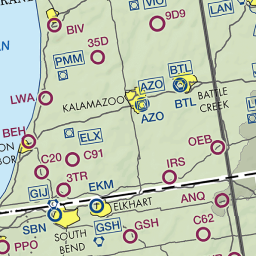 VIO
LAN
9D9
BIV
35D
PMM
BTL
AZO
LWA
KALAMAZOO
BTL
BATTLE
CREEK
AZO
BEH
ELX
OEB
C20
C91
IRS
3TR
GIJ
EKM
ANQ
ELKHART
SBN
C62
GSH
GSH
SOUTH
BEND
PPO